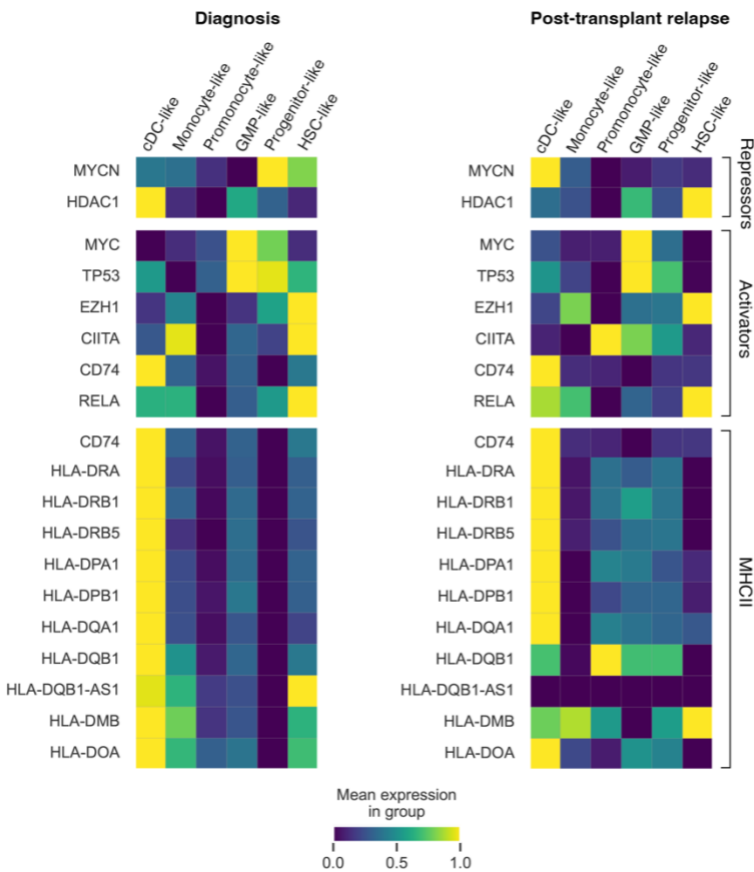 Diagnosis
cDC-like
Monocyte-like
Promonocyte-like
GMP-like
Progenitor-like
HSC-like
MYCN
HDAC1
MYC
TP53
EZH1
CIITA
CD74
RELA
CD74
HLA-DRA
HLA-DRB1
HLA-DRB5
HLA-DPA1
HLA-DPB1
HLA-DQA1
HLA-DQB1
HLA-DQB1-AS1
HLA-DMB
HLA-DOA
Post-transplant relapse
cDC-like
Monocyte-like
Promonocyte-like
GMP-like
Progenitor-like
HSC-like
MYCN
HDAC1
Repressors
MYC
TP53
EZH1
CIITA
CD74
RELA
Activators
CD74
HLA-DRA
HLA-DRB1
HLA-DRB5
HLA-DPA1
HLA-DPB1
HLA-DQA1
HLA-DQB1
HLA-DQB1-AS1
HLA-DMB
HLA-DOA
MHCII
Mean expression
in group
0.0 0.5 1.0